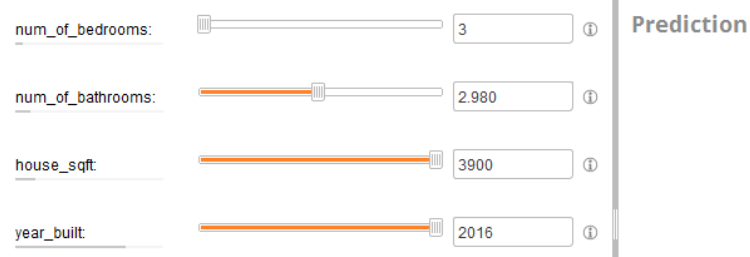 num_of_bedrooms: 3 Prediction
num_of_bathrooms: 2.980
house_sqft: 3900
year_built: 2016